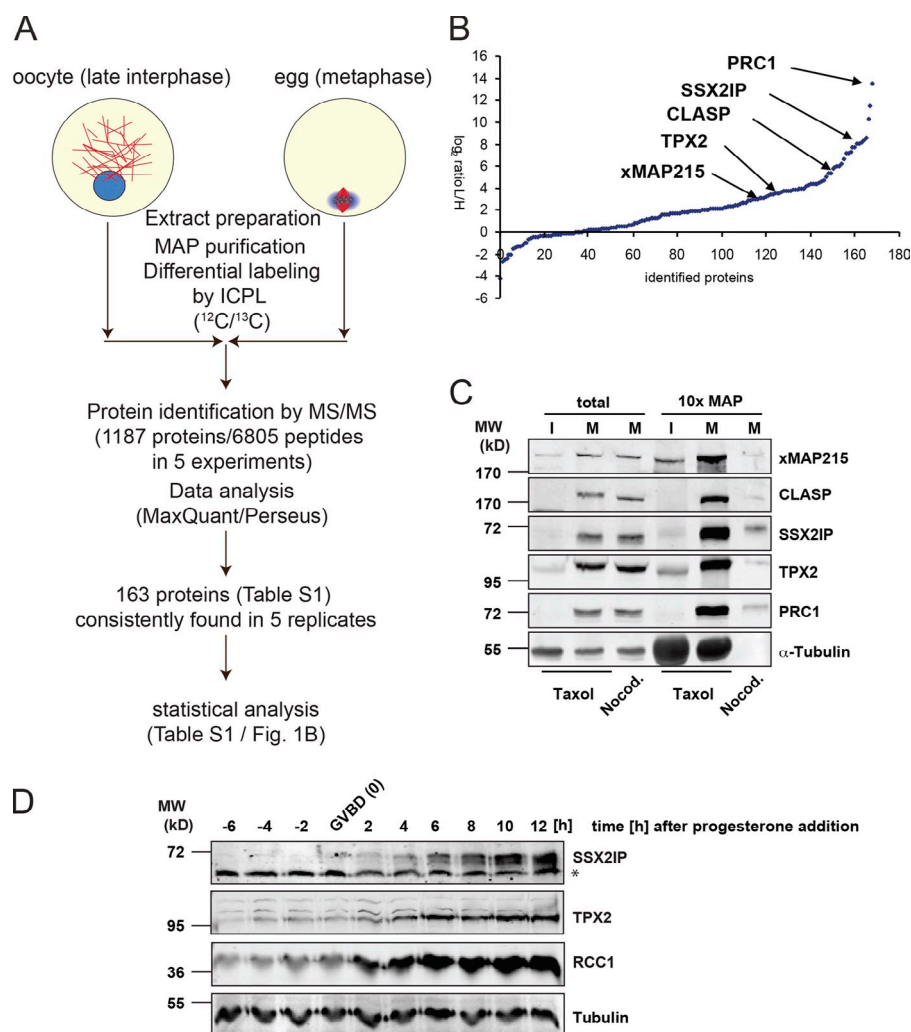 A
oocyte (late interphase)
egg (metaphase)
Extract preparation
MAP purification
Differential labeling
by ICPL
(¹²C/¹³C)
Protein identification by MS/MS
(1187 proteins/6805 peptides
in 5 experiments)
Data analysis
(MaxQuant/Perseus)
163 proteins (Table S1)
consistently found in 5 replicates
statistical analysis
(Table S1 / Fig. 1B)
B
log₂ ratio L/H
16
14
12
10
8
6
4
2
0
-2
-4
-6
PRC1
SSX2IP
CLASP
TPX2
xMAP215
0 20 40 60 80 100 120 140 160 180
identified proteins
C
total 10x MAP
MW
(kD)
I M M I M M
170 xMAP215
170 CLASP
72 SSX2IP
95 TPX2
72 PRC1
55 α-Tubulin
Taxol Nocod. Taxol Nocod.
D
MW
(kD)
-6 -4 -2 GVBD (0) 2 4 6 8 10 12 [h] time [h] after progesterone addition
72 SSX2IP
*
95 TPX2
36 RCC1
55 Tubulin